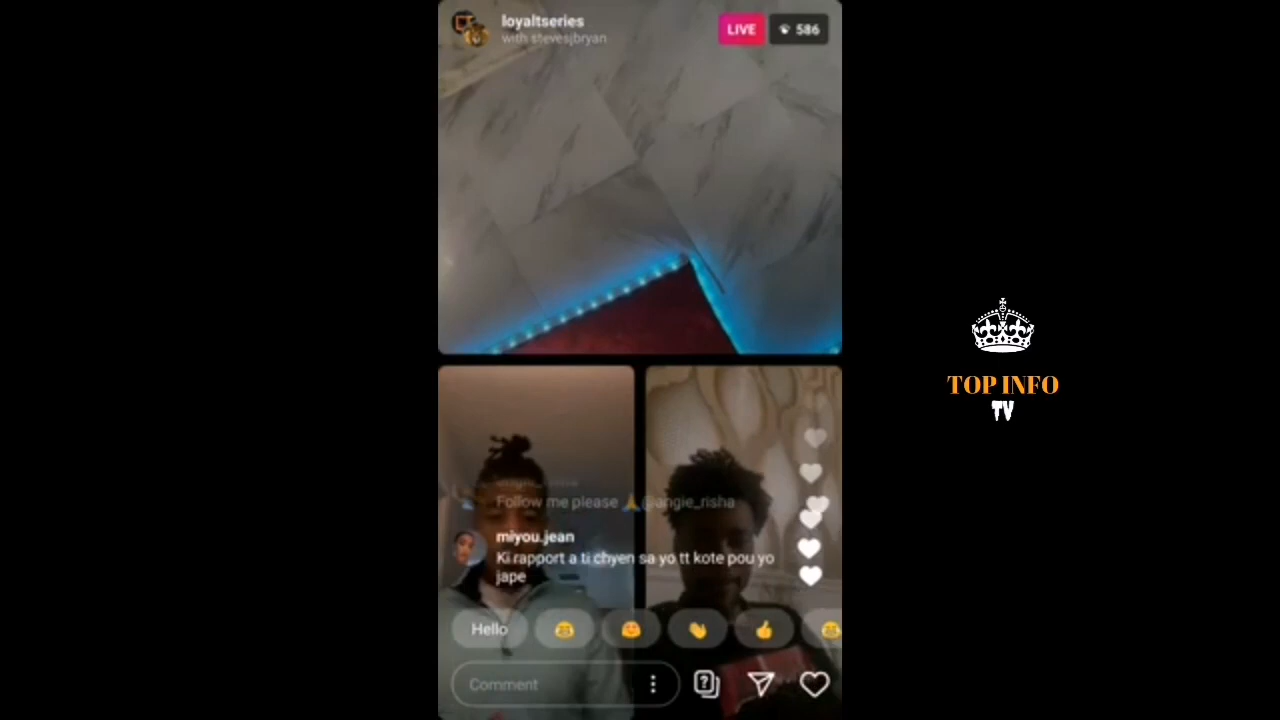 loyaltseries
with stevesjbryan
LIVE
586
TOP INFO
TV
Follow me please 🙏@angie_risha
miyou.jean
Ki rapport a ti chyen sa yo tt kote pou yo
jape
Hello
Comment